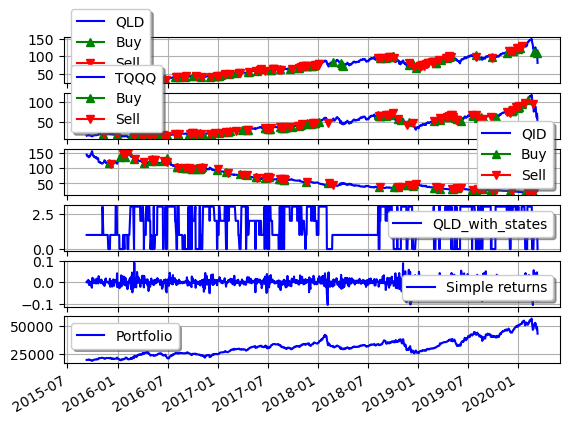 QLD
Buy
Sell
150
100
50
TQQQ
Buy
Sell
100
50
QID
Buy
Sell
150
100
50
QLD_with_states
2.5
0.0
Simple returns
0.1
0.0
−0.1
Portfolio
50000
25000
2015-07
2016-01
2016-07
2017-01
2017-07
2018-01
2018-07
2019-01
2019-07
2020-01